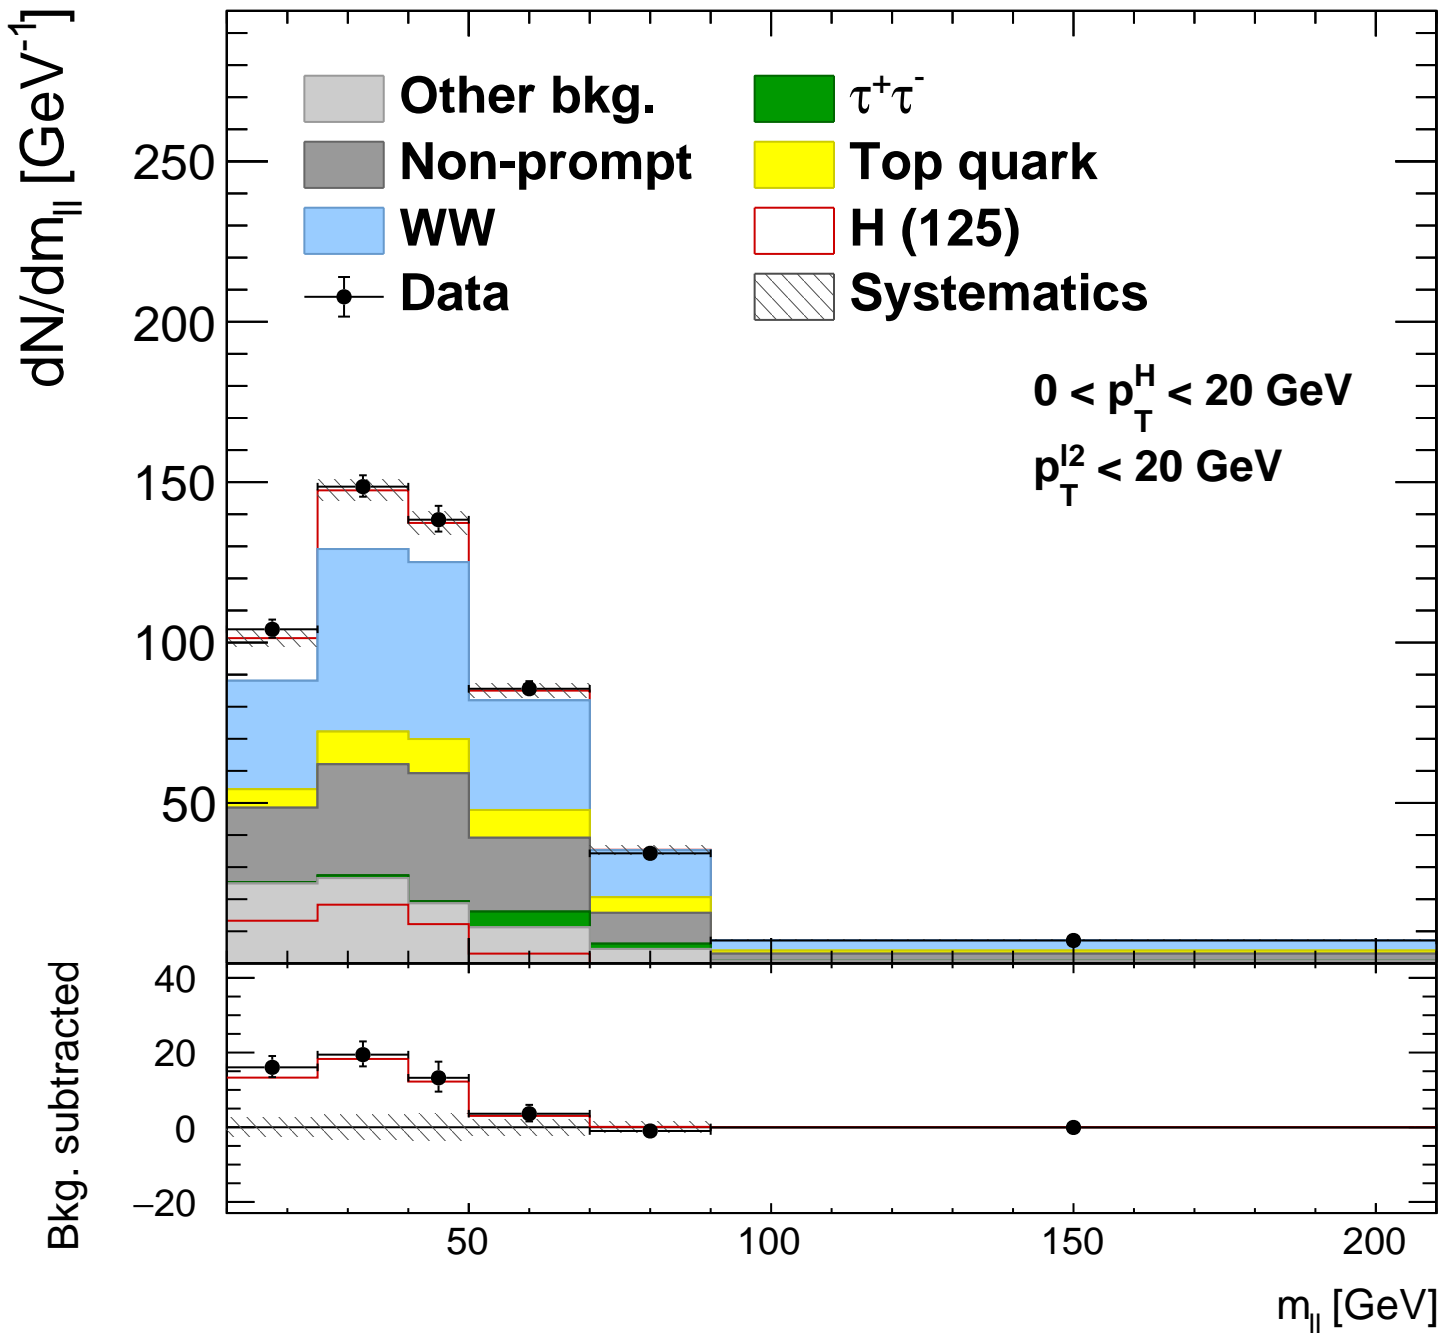 dN/dm_ll [GeV^-1]
Other bkg.
τ⁺τ⁻
Non-prompt
Top quark
WW
H (125)
Data
Systematics
0 < p_T^H < 20 GeV
p_T^l2 < 20 GeV
250
200
150
100
50
Bkg. subtracted
40
20
0
−20
50
100
150
200
m_ll [GeV]